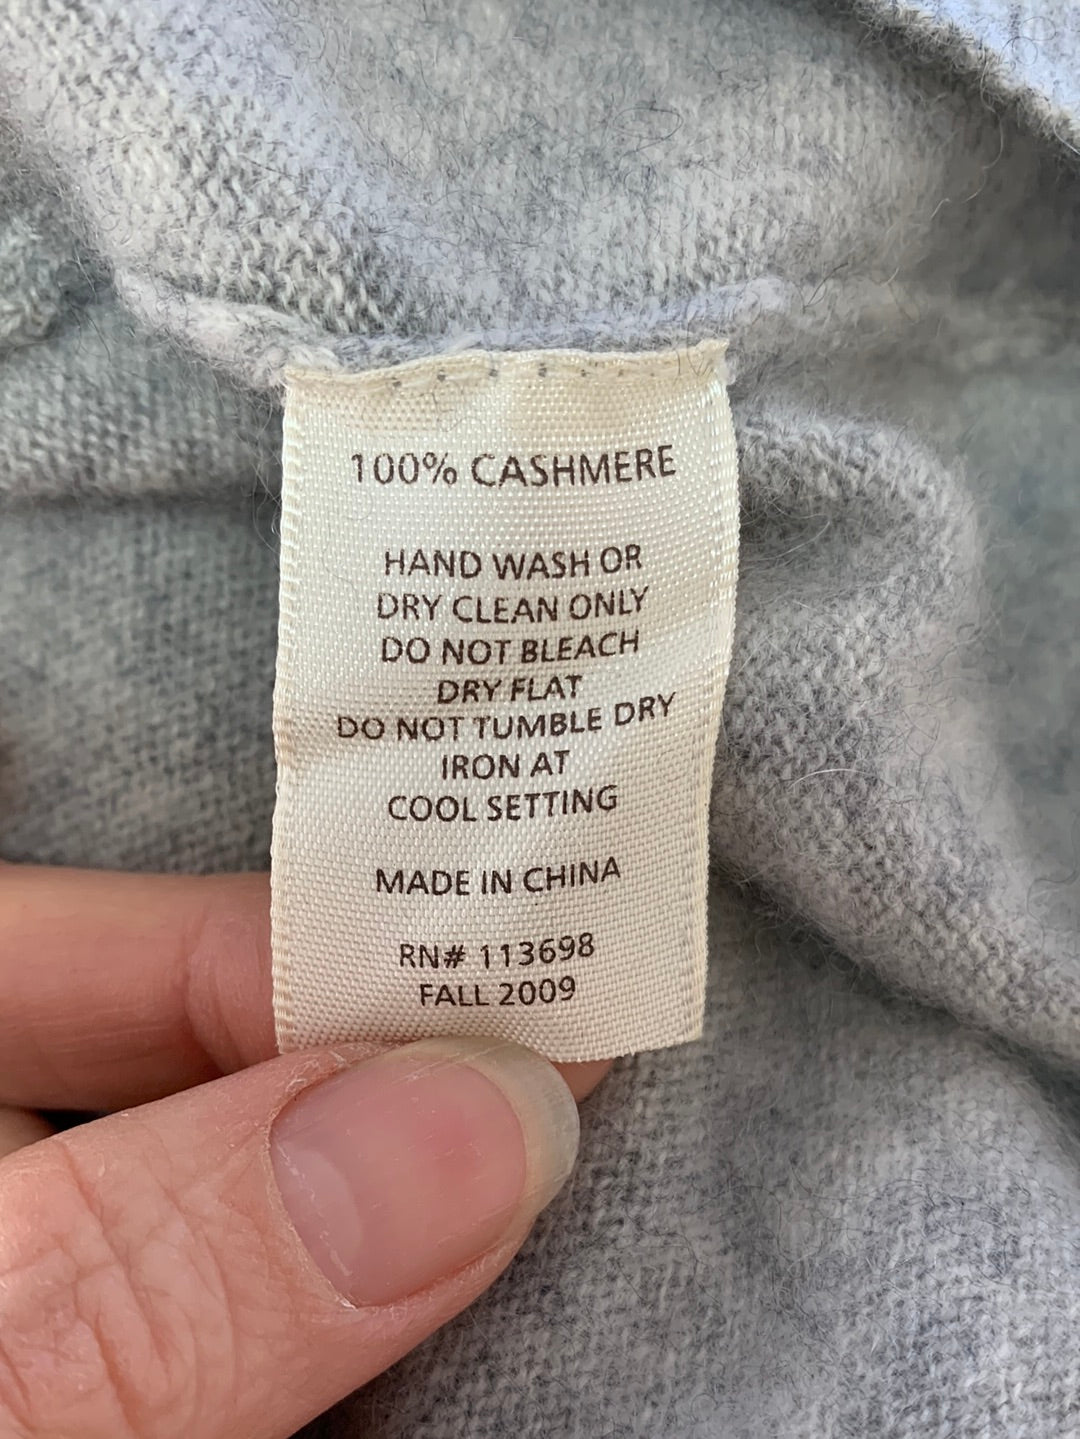 100% CASHMERE
HAND WASH OR
DRY CLEAN ONLY
DO NOT BLEACH
DRY FLAT
DO NOT TUMBLE DRY
IRON AT
COOL SETTING
MADE IN CHINA
RN# 113698
FALL 2009